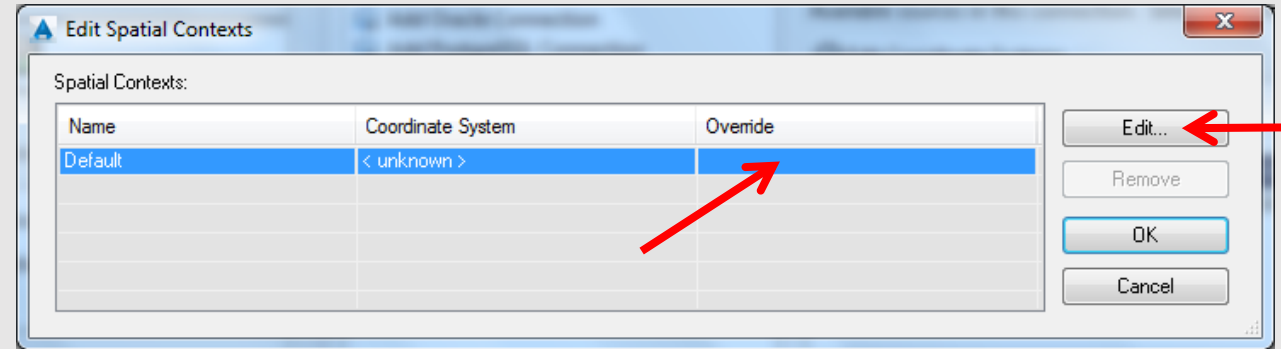 Edit Spatial Contexts
Spatial Contexts:
Name Coordinate System Override
Default < unknown >
Edit...
Remove
OK
Cancel